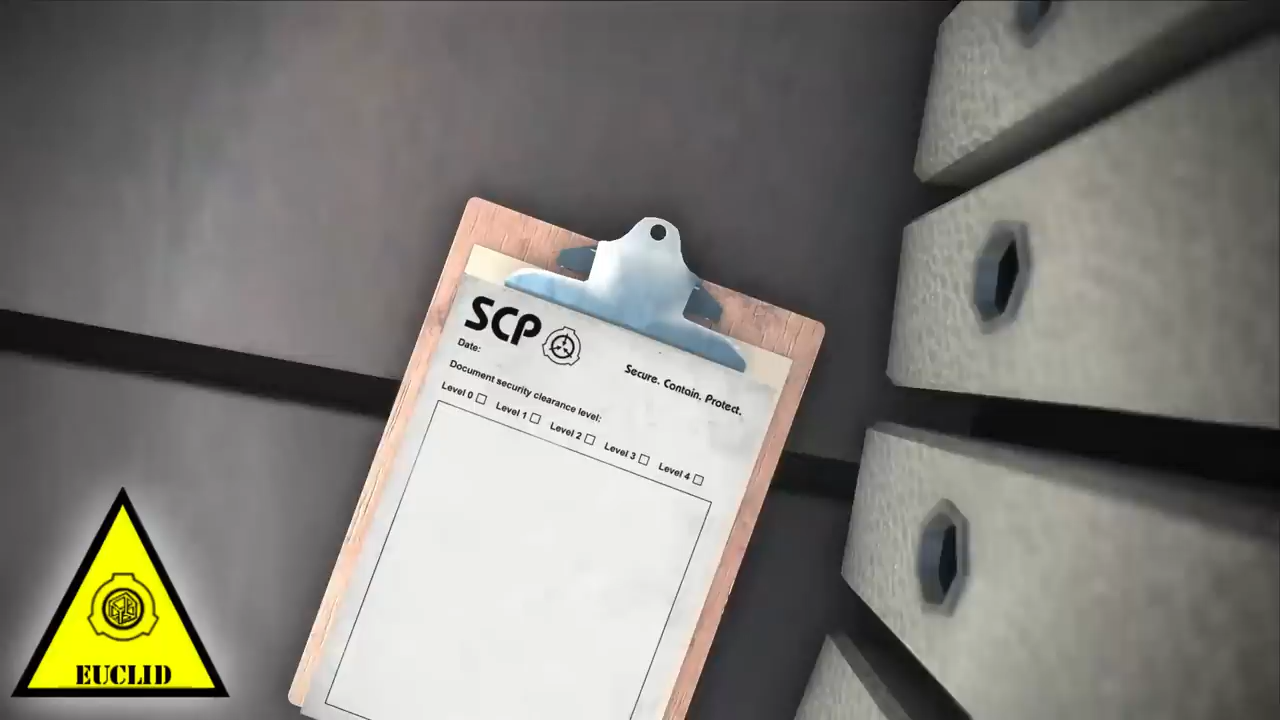 SCP
Secure. Contain. Protect.
Date:
Document security clearance level:
Level 0 Level 1 Level 2 Level 3 Level 4
EUCLID